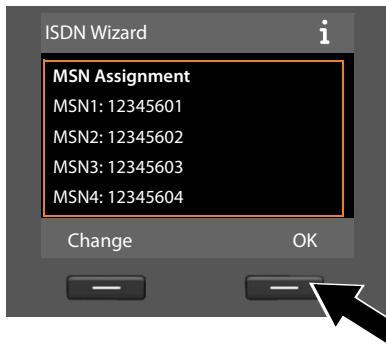 ISDN Wizard i
MSN Assignment
MSN1: 12345601
MSN2: 12345602
MSN3: 12345603
MSN4: 12345604
Change OK